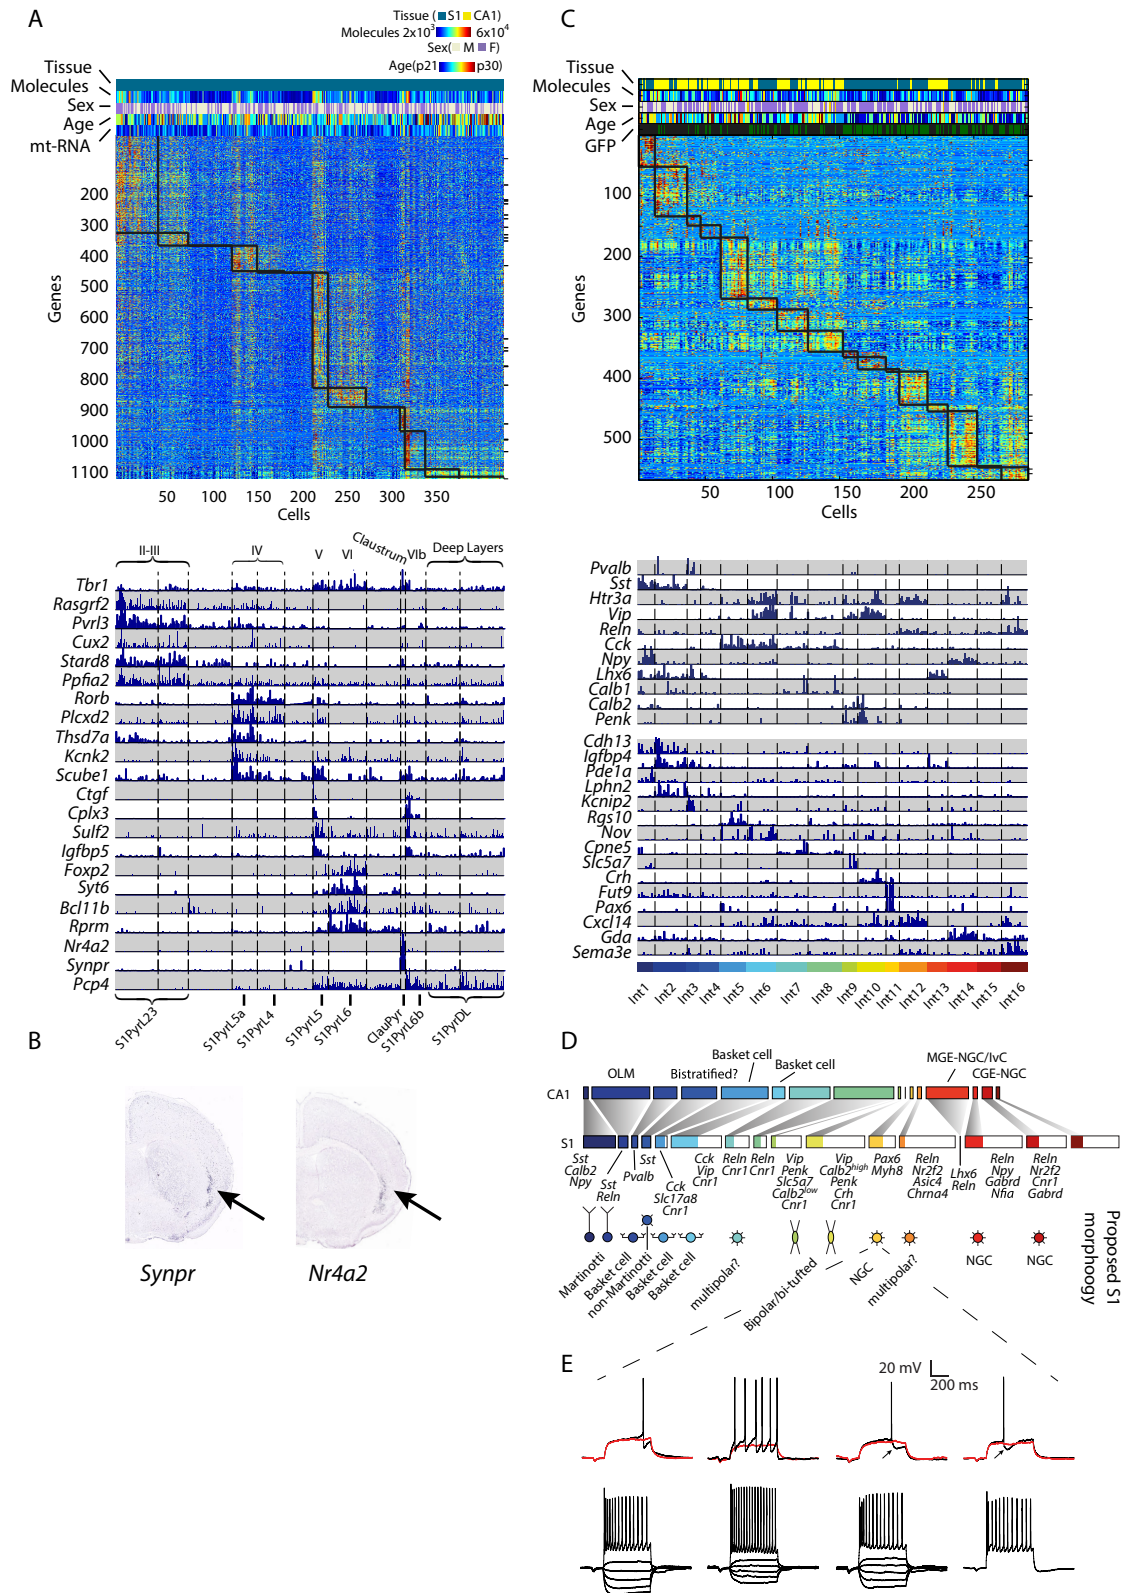 A
Tissue ( S1 CA1)
Molecules 2x10³ 6x10⁴
Sex( M F)
Age(p21 p30)
Tissue
Molecules
Sex
Age
mt-RNA
200
300
400
500
600
700
800
900
1000
1100
Genes
50 100 150 200 250 300 350
Cells
II-III IV V VI Claustrum VIb Deep Layers
Tbr1
Rasgrf2
Pvrl3
Cux2
Stard8
Ppfia2
Rorb
Plcxd2
Thsd7a
Kcnk2
Scube1
Ctgf
Cplx3
Sulf2
Igfbp5
Foxp2
Syt6
Bcl11b
Rprm
Nr4a2
Synpr
Pcp4
S1PyrL23 S1PyrL5a S1PyrL4 S1PyrL5 S1PyrL6 ClauPyr S1PyrL6b S1PyrDL
B
Synpr Nr4a2
C
Tissue
Molecules
Sex
Age
GFP
100
200
300
400
500
Genes
50 100 150 200 250
Cells
Pvalb
Sst
Htr3a
Vip
Reln
Cck
Npy
Lhx6
Calb1
Calb2
Penk
Cdh13
Igfbp4
Pde1a
Lphn2
Kcnip2
Rgs10
Nov
Cpne5
Slc5a7
Crh
Fut9
Pax6
Cxcl14
Gda
Sema3e
Int1 Int2 Int3 Int4 Int5 Int6 Int7 Int8 Int9 Int10 Int11 Int12 Int13 Int14 Int15 Int16
D
OLM Bistratified? Basket cell Basket cell MGE-NGC/IvC CGE-NGC
CA1
S1
Sst Calb2 Npy
Sst Reln
Pvalb
Sst
Cck Slc17a8 Cnr1
Cck Vip Cnr1
Reln Cnr1
Reln Cnr1
Vip Penk Slc5a7 Calb2low Cnr1
Vip Calb2high Penk Crh Cnr1
Pax6 Myh8
Reln Nr2f2 Asic4 Chrna4
Lhx6 Reln
Reln Npy Gabrd Nfia
Reln Nr2f2 Cnr1 Gabrd
Martinotti
Basket cell
non-Martinotti
Basket cell
Basket cell
multipolar?
Bipolar/bi-tufted
NGC
multipolar?
NGC
NGC
Proposed S1
morphoogy
E
20 mV
200 ms